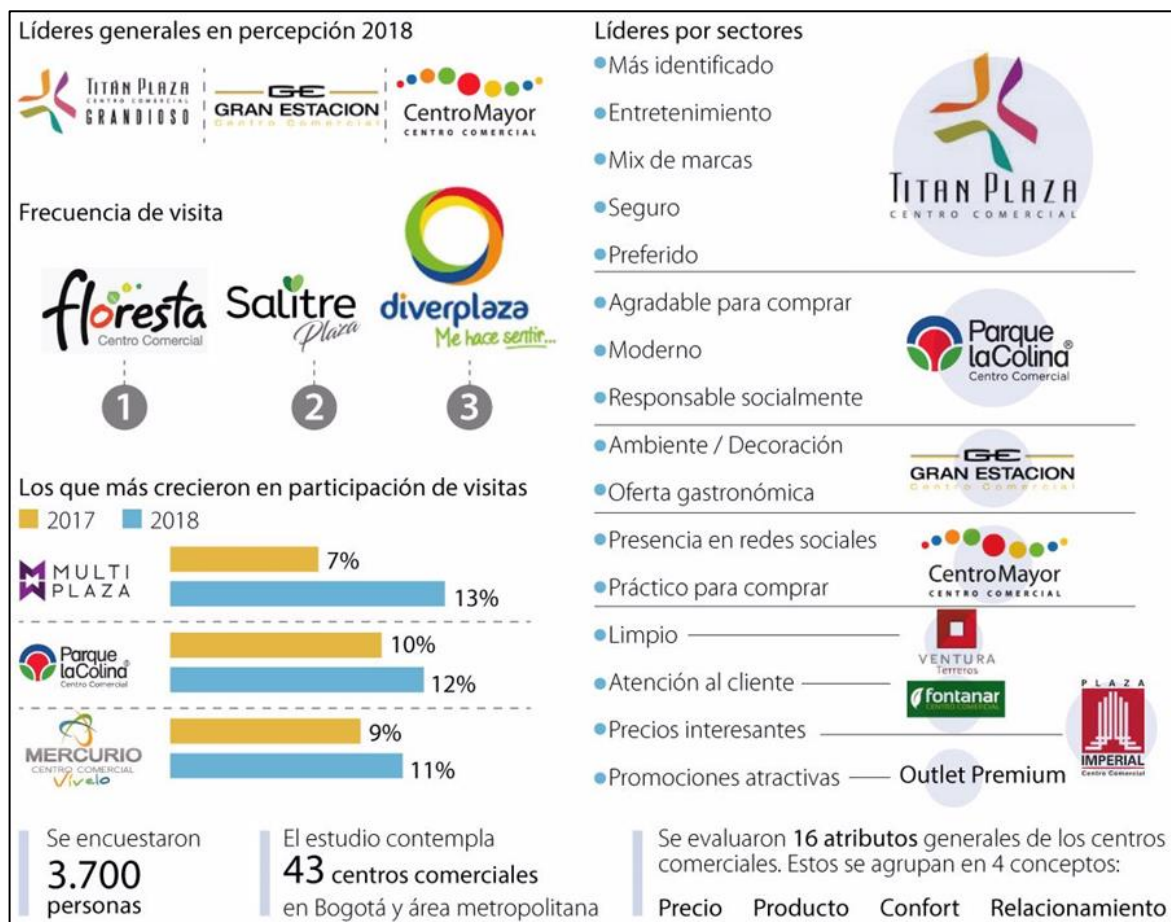 Líderes generales en percepción 2018
TITÁN PLAZA
CENTRO COMERCIAL
GRANDIOSO
GE
GRAN ESTACION
Centro Comercial
CentroMayor
CENTRO COMERCIAL
Frecuencia de visita
floresta
Centro Comercial
Salitre
Plaza
diverplaza
Me hace sentir...
1
2
3
Los que más crecieron en participación de visitas
2017
2018
MULTI
PLAZA
7%
13%
Parque
laColina®
Centro Comercial
10%
12%
MERCURIO
CENTRO COMERCIAL
Vívelo
9%
11%
Líderes por sectores
Más identificado
Entretenimiento
Mix de marcas
Seguro
Preferido
TITÁN PLAZA
CENTRO COMERCIAL
Agradable para comprar
Moderno
Responsable socialmente
Parque
laColina®
Centro Comercial
Ambiente / Decoración
Oferta gastronómica
GE
GRAN ESTACION
Centro Comercial
Presencia en redes sociales
Práctico para comprar
CentroMayor
CENTRO COMERCIAL
Limpio
VENTURA
Terreros
Atención al cliente
fontanar
CENTRO COMERCIAL
Precios interesantes
PLAZA
IMPERIAL
Centro Comercial
Promociones atractivas
Outlet Premium
Se encuestaron
3.700
personas
El estudio contempla
43 centros comerciales
en Bogotá y área metropolitana
Se evaluaron 16 atributos generales de los centros
comerciales. Estos se agrupan en 4 conceptos:
Precio Producto Confort Relacionamiento